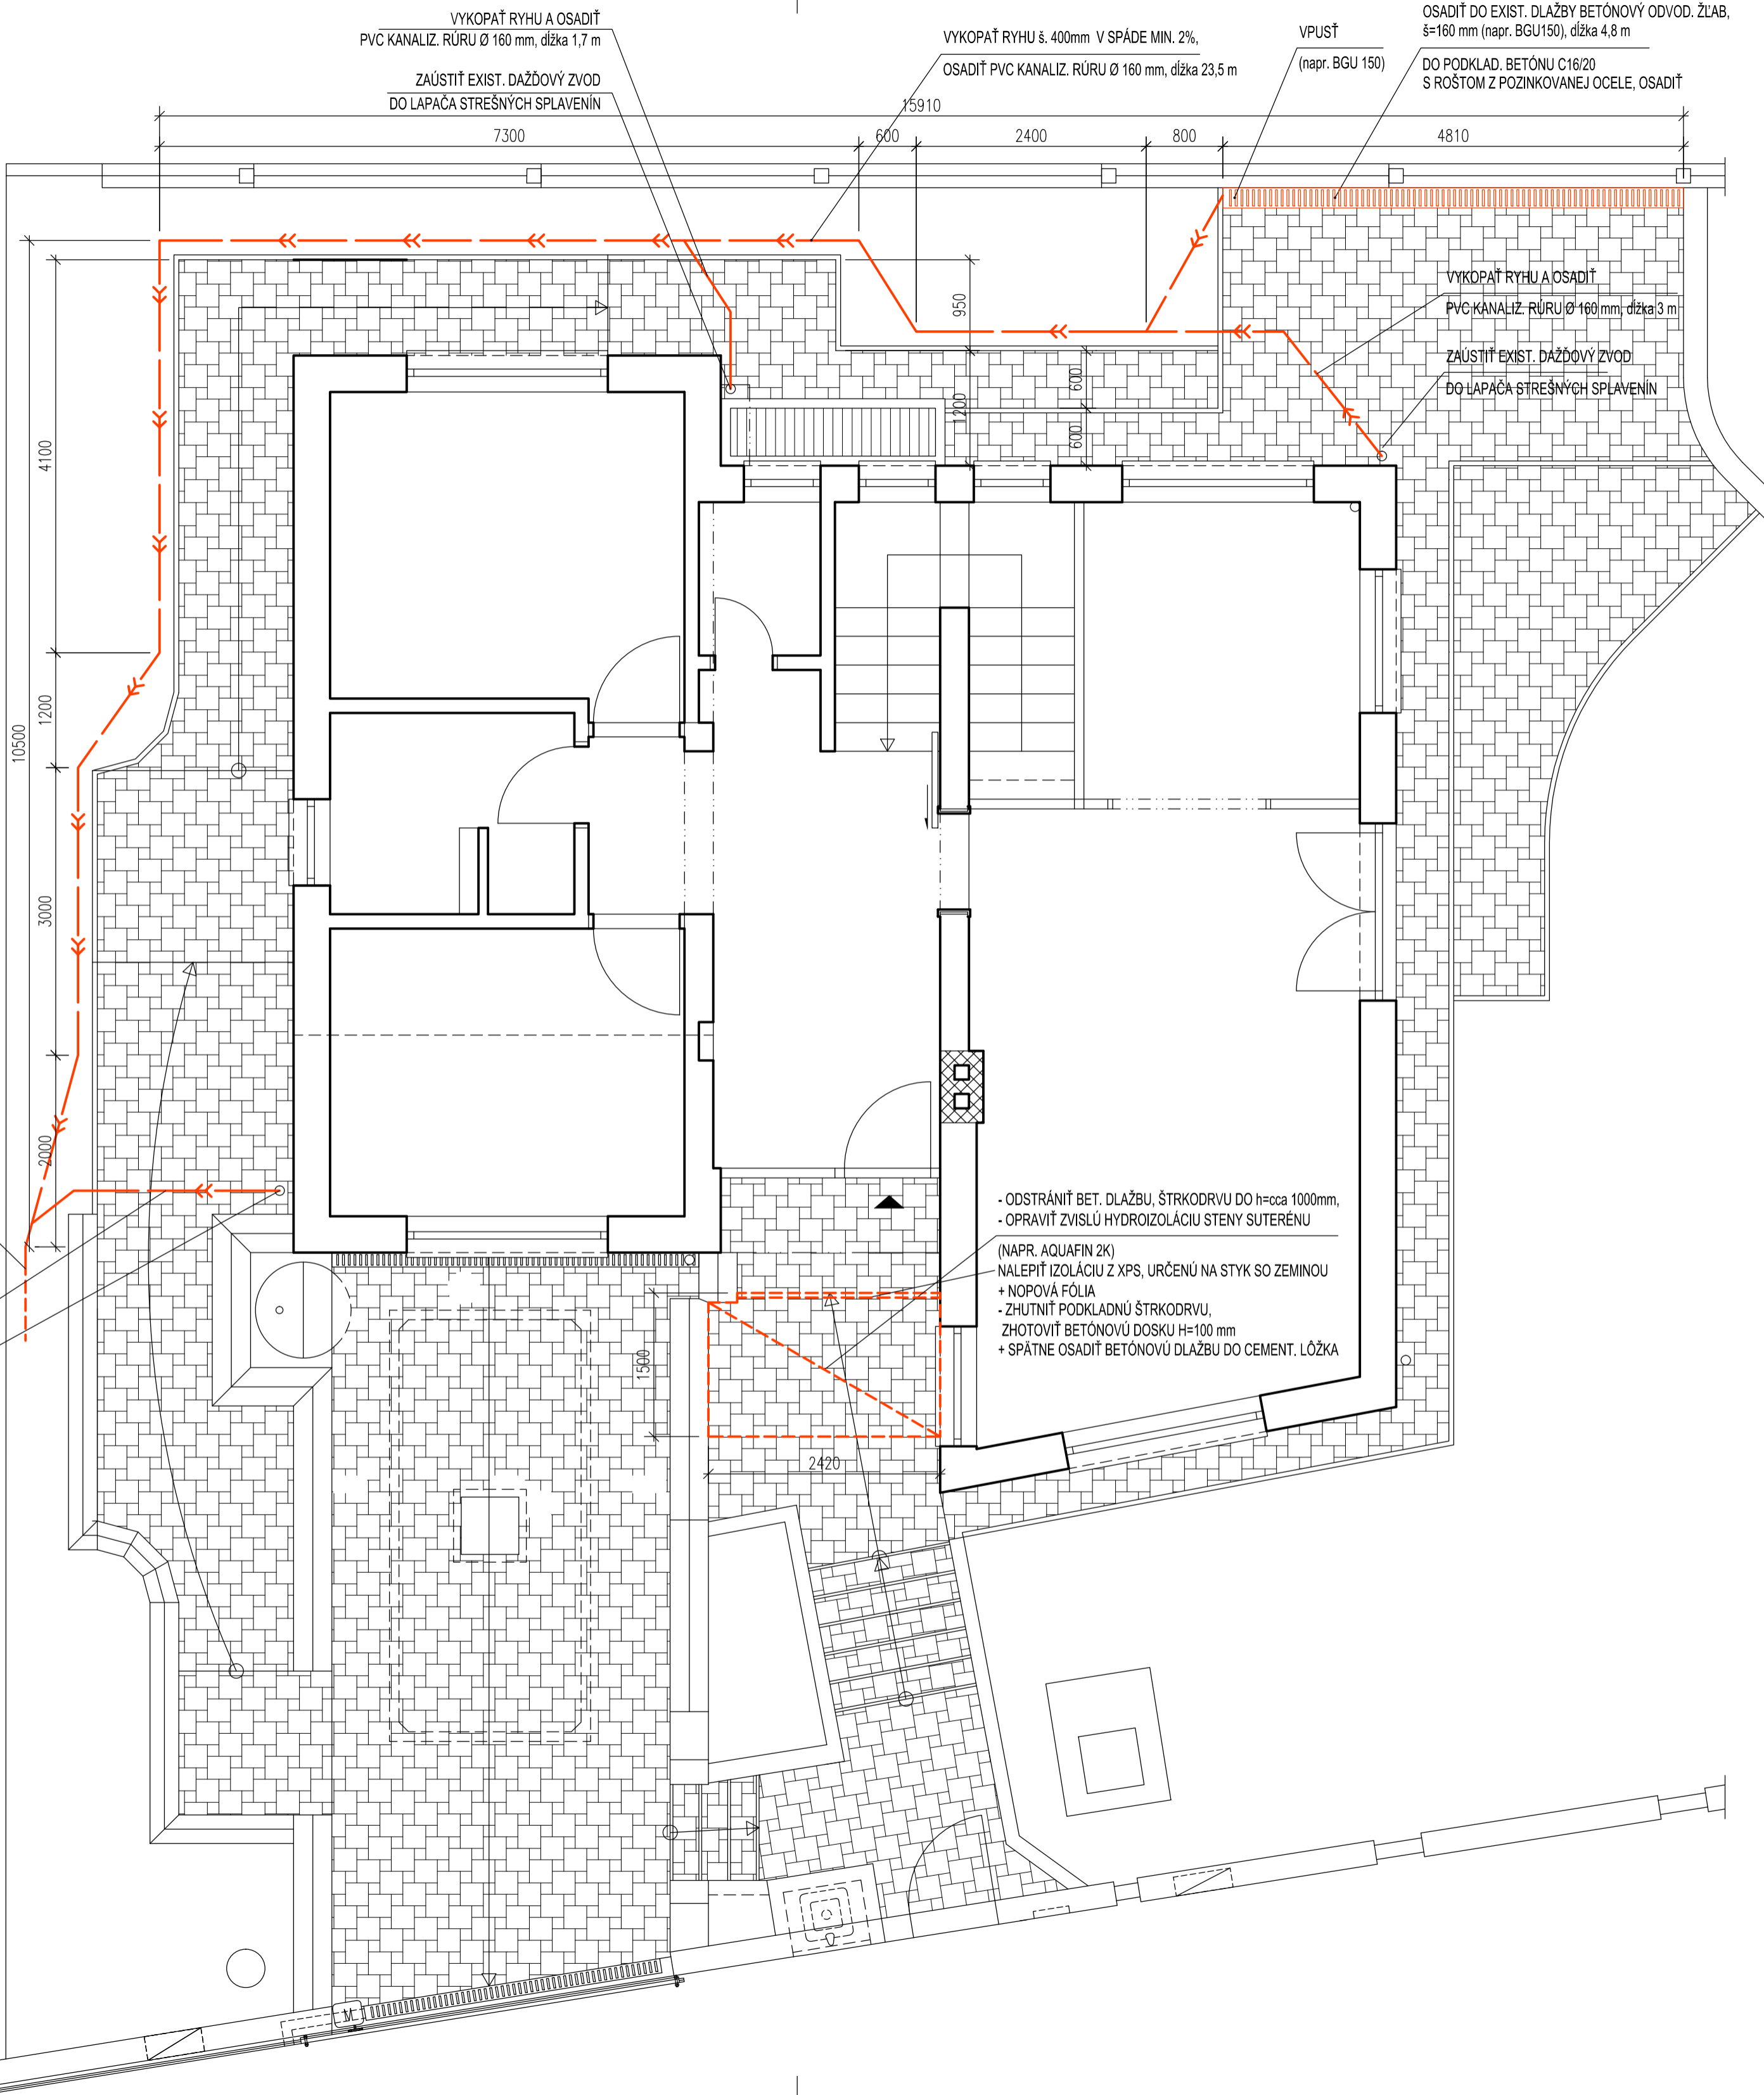 VYKOPAŤ RYHU A OSADIŤ
PVC KANALIZ. RÚRU Ø 160 mm, dĺžka 1,7 m
ZAÚSTIŤ EXIST. DAŽĎOVÝ ZVOD
DO LAPAČA STREŠNÝCH SPLAVENÍN
VYKOPAŤ RYHU š. 400mm V SPÁDE MIN. 2%,
OSADIŤ PVC KANALIZ. RÚRU Ø 160 mm, dĺžka 23,5 m
VPUSŤ
(napr. BGU 150)
OSADIŤ DO EXIST. DLAŽBY BETÓNOVÝ ODVOD. ŽĽAB,
š=160 mm (napr. BGU150), dĺžka 4,8 m
DO PODKLAD. BETÓNU C16/20
S ROŠTOM Z POZINKOVANEJ OCELE, OSADIŤ
15910
7300
600
2400
800
4810
VYKOPAŤ RYHU A OSADIŤ
PVC KANALIZ. RÚRU Ø 160 mm, dĺžka 3 m
ZAÚSTIŤ EXIST. DAŽĎOVÝ ZVOD
DO LAPAČA STREŠNÝCH SPLAVENÍN
950
600
1200
600
4100
1200
10500
3000
2000
- ODSTRÁNIŤ BET. DLAŽBU, ŠTRKODRVU DO h=cca 1000mm,
- OPRAVIŤ ZVISLÚ HYDROIZOLÁCIU STENY SUTERÉNU
(NAPR. AQUAFIN 2K)
NALEPIŤ IZOLÁCIU Z XPS, URČENÚ NA STYK SO ZEMINOU
+ NOPOVÁ FÓLIA
- ZHUTNIŤ PODKLADNÚ ŠTRKODRVU,
ZHOTOVIŤ BETÓNOVÚ DOSKU H=100 mm
+ SPÄTNE OSADIŤ BETÓNOVÚ DLAŽBU DO CEMENT. LÔŽKA
1500
2420
M